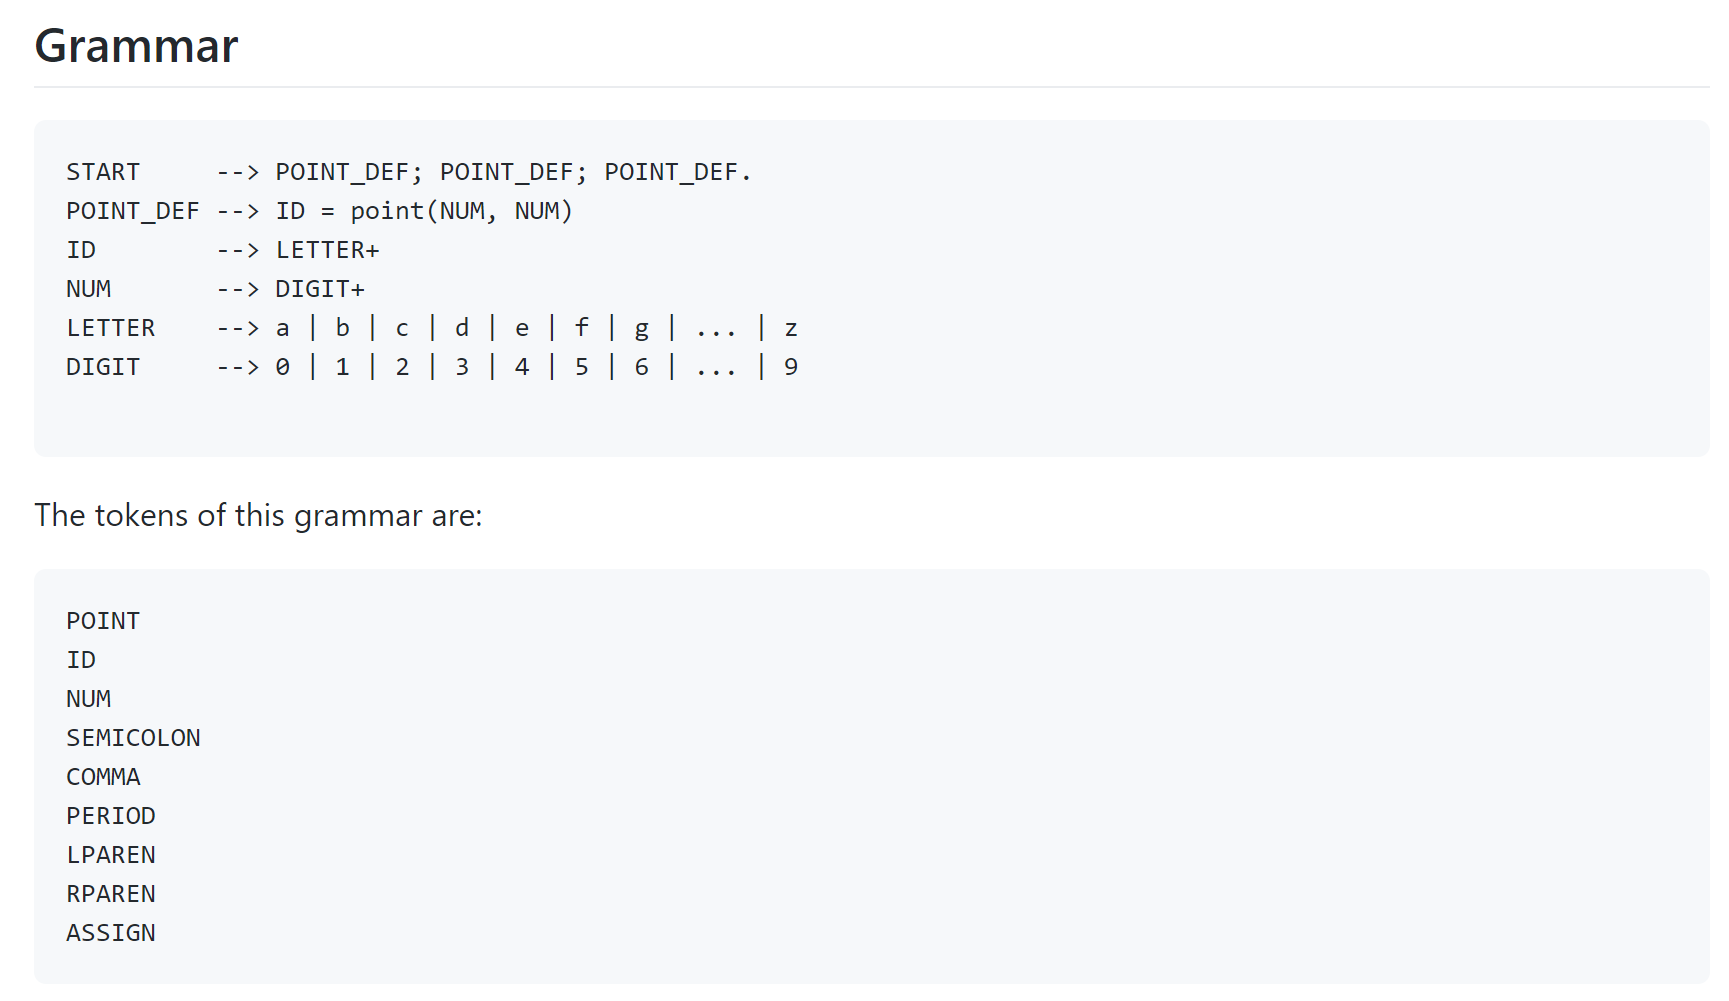 Grammar
START     --> POINT_DEF; POINT_DEF; POINT_DEF.
POINT_DEF --> ID = point(NUM, NUM)
ID        --> LETTER+
NUM       --> DIGIT+
LETTER    --> a | b | c | d | e | f | g | ... | z
DIGIT     --> 0 | 1 | 2 | 3 | 4 | 5 | 6 | ... | 9
The tokens of this grammar are:
POINT
ID
NUM
SEMICOLON
COMMA
PERIOD
LPAREN
RPAREN
ASSIGN